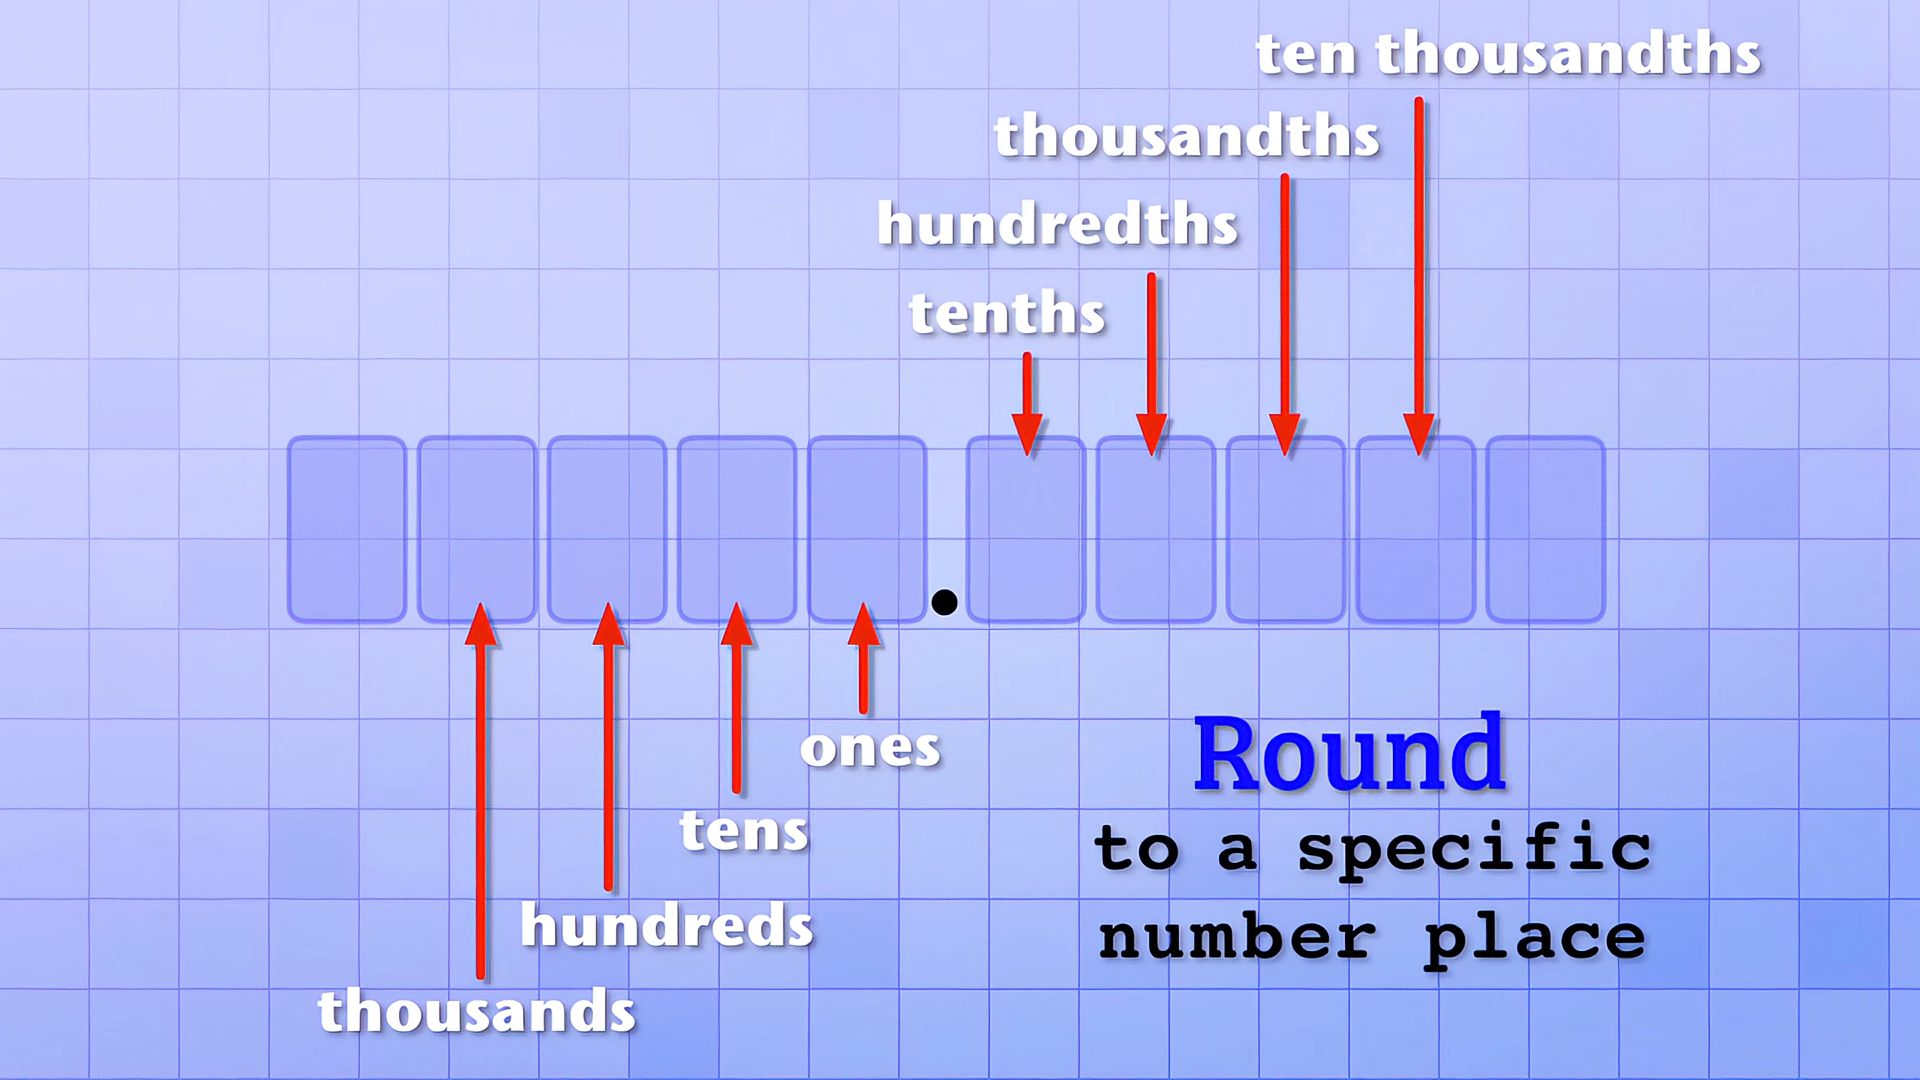 ten thousandths
thousandths
hundredths
tenths
.
ones
tens
hundreds
thousands
Round
to a specific
number place